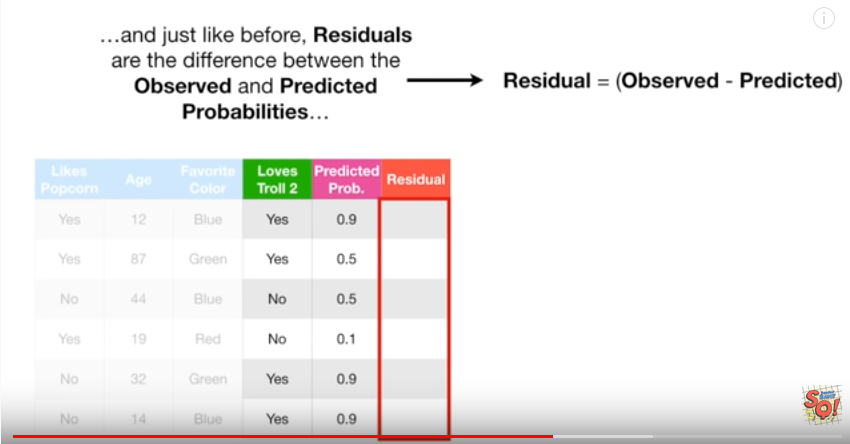 …and just like before, Residuals
are the difference between the
Observed and Predicted
Probabilities…
Residual = (Observed - Predicted)
Likes Popcorn Age Favorite Color Loves Troll 2 Predicted Prob. Residual
Yes 12 Blue Yes 0.9
Yes 87 Green Yes 0.5
No 44 Blue No 0.5
Yes 19 Red No 0.1
No 32 Green Yes 0.9
No 14 Blue Yes 0.9
SQ!